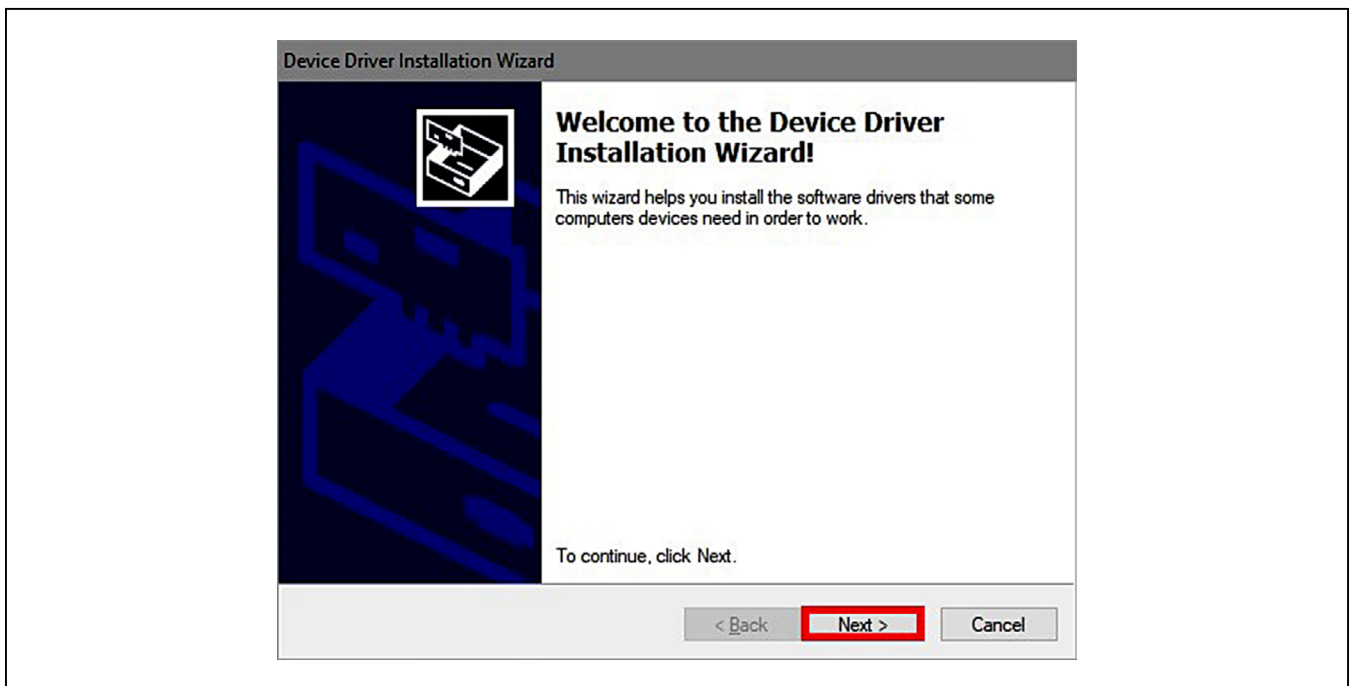 Device Driver Installation Wizard
Welcome to the Device Driver
Installation Wizard!
This wizard helps you install the software drivers that some
computers devices need in order to work.
To continue, click Next.
< Back
Next >
Cancel